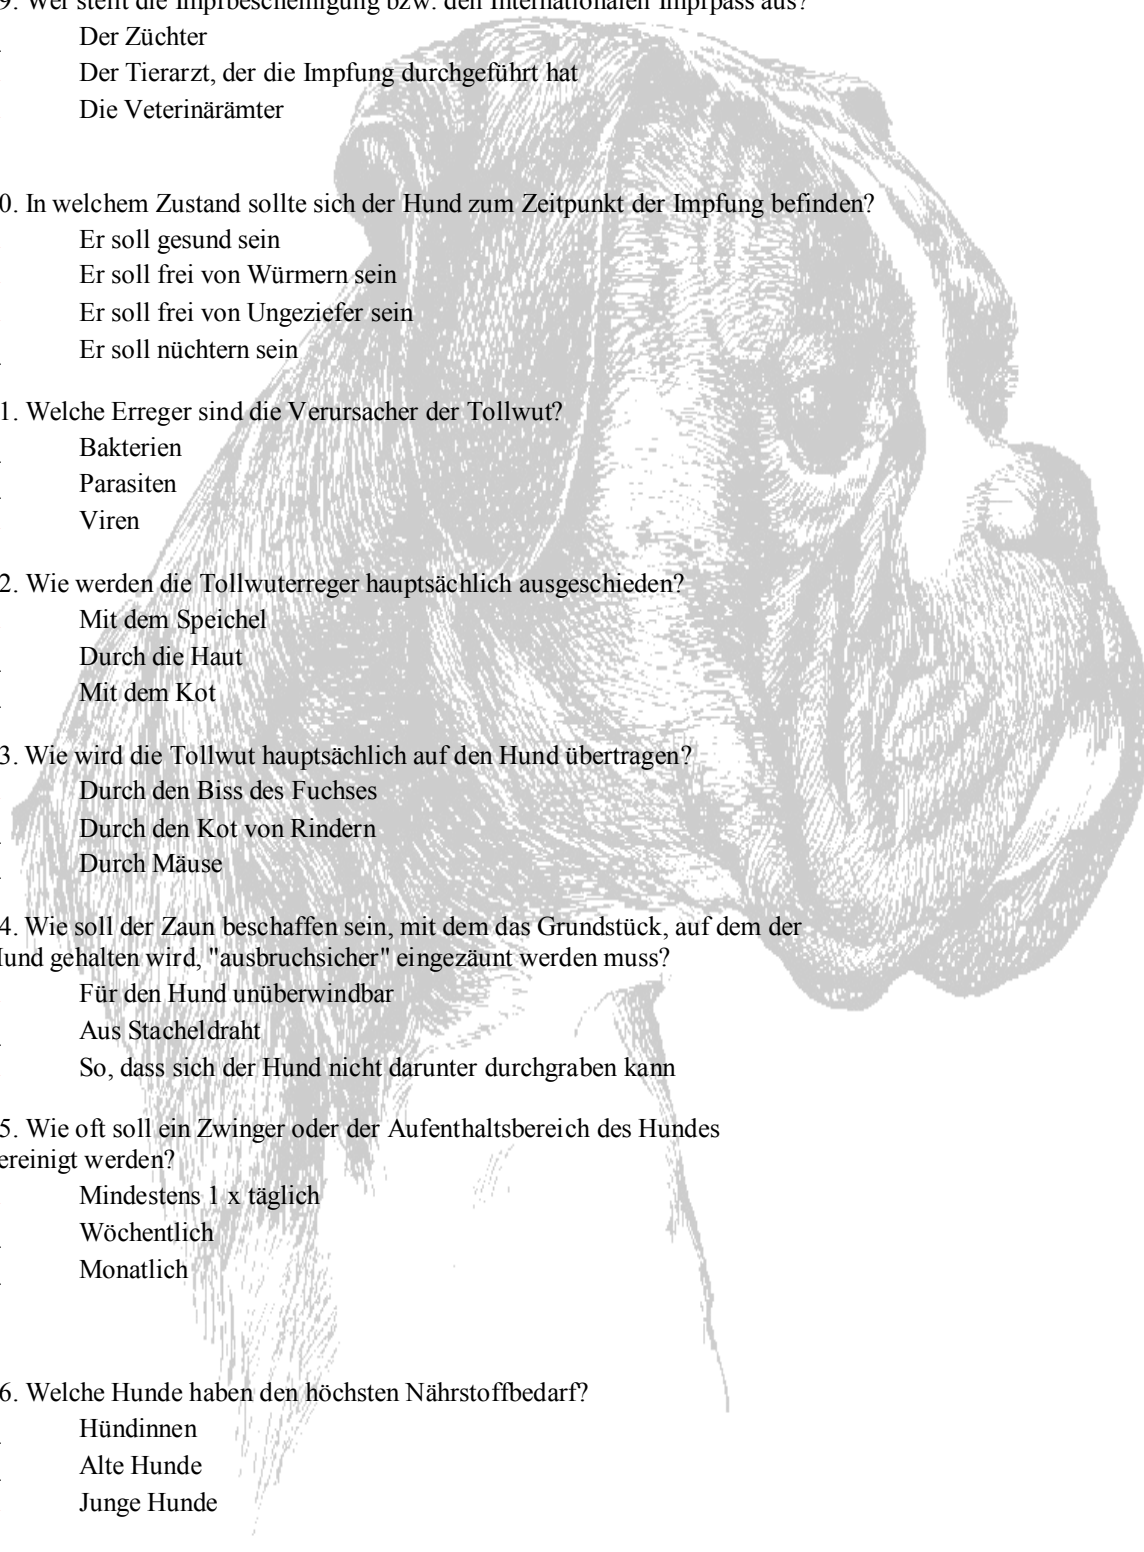 9. Wer stellt die Impfbescheinigung bzw. den Internationalen Impfpass aus?
Der Züchter
Der Tierarzt, der die Impfung durchgeführt hat
Die Veterinärämter
0. In welchem Zustand sollte sich der Hund zum Zeitpunkt der Impfung befinden?
Er soll gesund sein
Er soll frei von Würmern sein
Er soll frei von Ungeziefer sein
Er soll nüchtern sein
1. Welche Erreger sind die Verursacher der Tollwut?
Bakterien
Parasiten
Viren
2. Wie werden die Tollwuterreger hauptsächlich ausgeschieden?
Mit dem Speichel
Durch die Haut
Mit dem Kot
3. Wie wird die Tollwut hauptsächlich auf den Hund übertragen?
Durch den Biss des Fuchses
Durch den Kot von Rindern
Durch Mäuse
4. Wie soll der Zaun beschaffen sein, mit dem das Grundstück, auf dem der
Hund gehalten wird, "ausbruchsicher" eingezäunt werden muss?
Für den Hund unüberwindbar
Aus Stacheldraht
So, dass sich der Hund nicht darunter durchgraben kann
5. Wie oft soll ein Zwinger oder der Aufenthaltsbereich des Hundes
ereinigt werden?
Mindestens 1 x täglich
Wöchentlich
Monatlich
6. Welche Hunde haben den höchsten Nährstoffbedarf?
Hündinnen
Alte Hunde
Junge Hunde